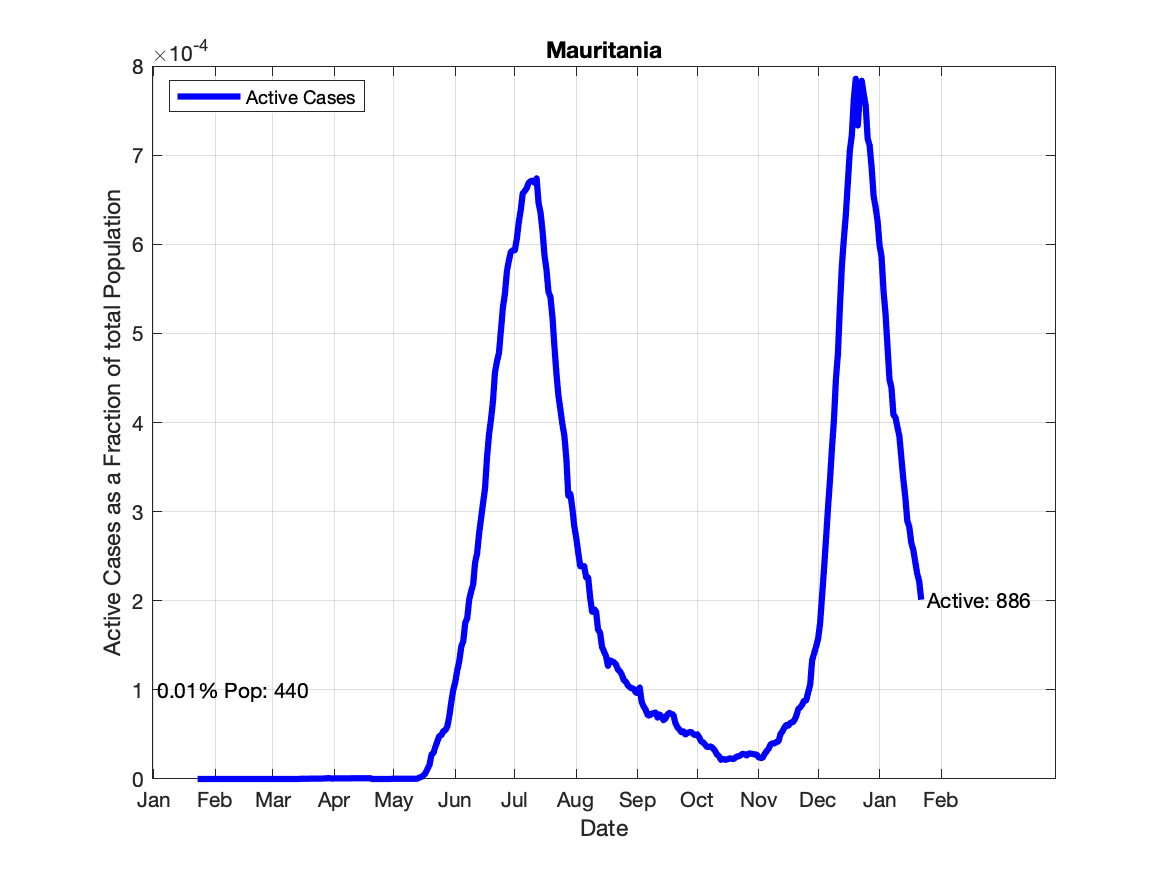 ×10-4
Mauritania
Active Cases
8
7
6
5
4
3
2
1
0
Active Cases as a Fraction of total Population
0.01% Pop: 440
Active: 886
Jan Feb Mar Apr May Jun Jul Aug Sep Oct Nov Dec Jan Feb
Date